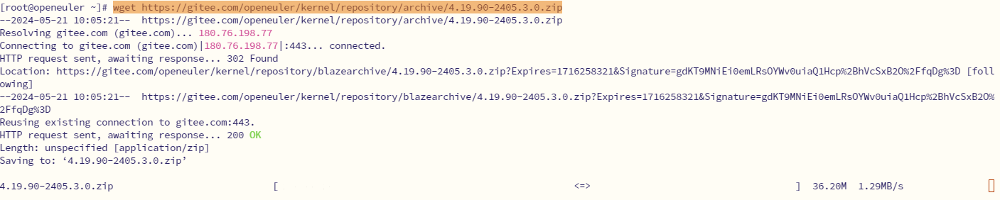 [root@openeuler ~]# wget https://gitee.com/openeuler/kernel/repository/archive/4.19.90-2405.3.0.zip
--2024-05-21 10:05:21--  https://gitee.com/openeuler/kernel/repository/archive/4.19.90-2405.3.0.zip
Resolving gitee.com (gitee.com)... 180.76.198.77
Connecting to gitee.com (gitee.com)|180.76.198.77|:443... connected.
HTTP request sent, awaiting response... 302 Found
Location: https://gitee.com/openeuler/kernel/repository/blazearchive/4.19.90-2405.3.0.zip?Expires=1716258321&Signature=gdKT9MNiEi0emLRsOYWv0uiaQ1Hcp%2BhVcSxB2O%2FfqDg%3D [foll
owing]
--2024-05-21 10:05:21--  https://gitee.com/openeuler/kernel/repository/blazearchive/4.19.90-2405.3.0.zip?Expires=1716258321&Signature=gdKT9MNiEi0emLRsOYWv0uiaQ1Hcp%2BhVcSxB2O%
2FfqDg%3D
Reusing existing connection to gitee.com:443.
HTTP request sent, awaiting response... 200 OK
Length: unspecified [application/zip]
Saving to: ‘4.19.90-2405.3.0.zip’
4.19.90-2405.3.0.zip [ <=> ] 36.20M 1.29MB/s